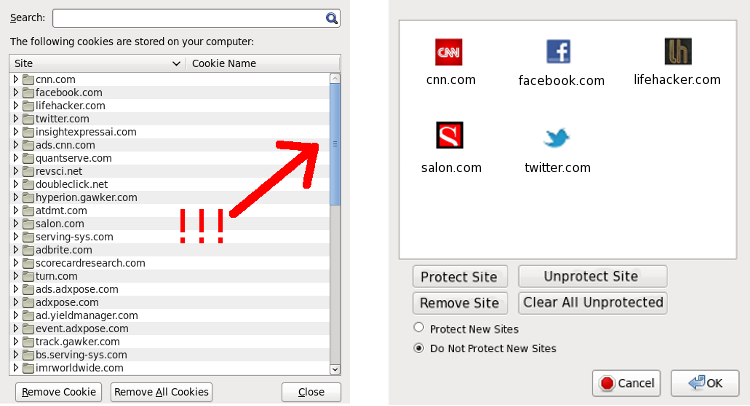 Search:
The following cookies are stored on your computer:
Site Cookie Name
cnn.com
facebook.com
lifehacker.com
twitter.com
insightexpressai.com
ads.cnn.com
quantserve.com
revsci.net
doubleclick.net
hyperion.gawker.com
atdmt.com
salon.com
serving-sys.com
adbrite.com
scorecardresearch.com
turn.com
ads.adxpose.com
adxpose.com
ad.yieldmanager.com
event.adxpose.com
track.gawker.com
bs.serving-sys.com
imrworldwide.com
!!!
Remove Cookie Remove All Cookies Close
CNN f lh
cnn.com facebook.com lifehacker.com
S
salon.com twitter.com
Protect Site Unprotect Site
Remove Site Clear All Unprotected
Protect New Sites
Do Not Protect New Sites
Cancel OK